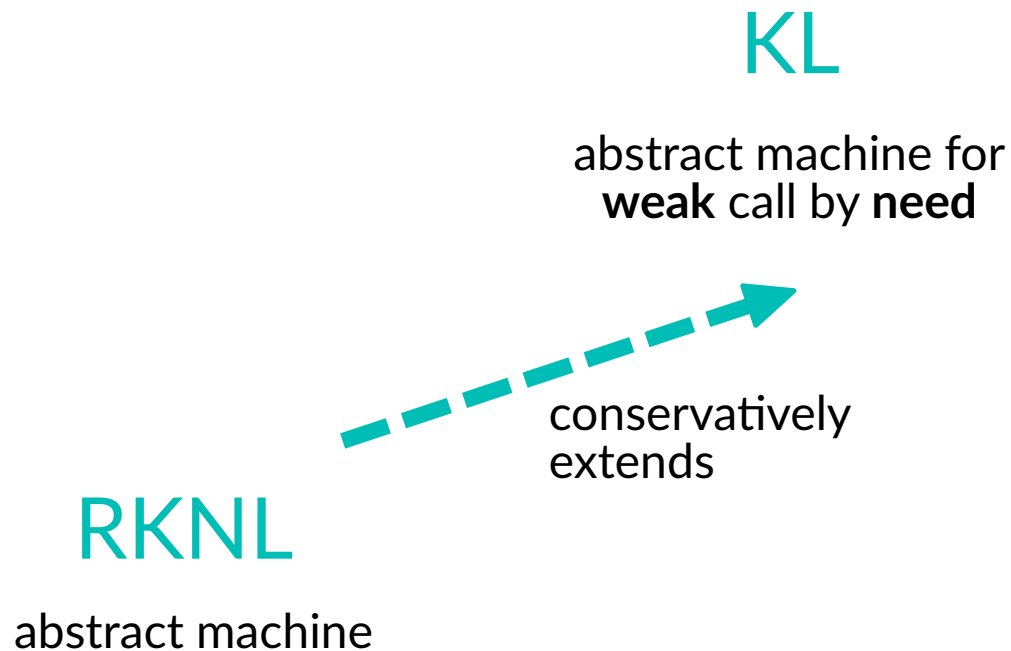 KL
abstract machine for
weak call by need
conservatively
extends
RKNL
abstract machine